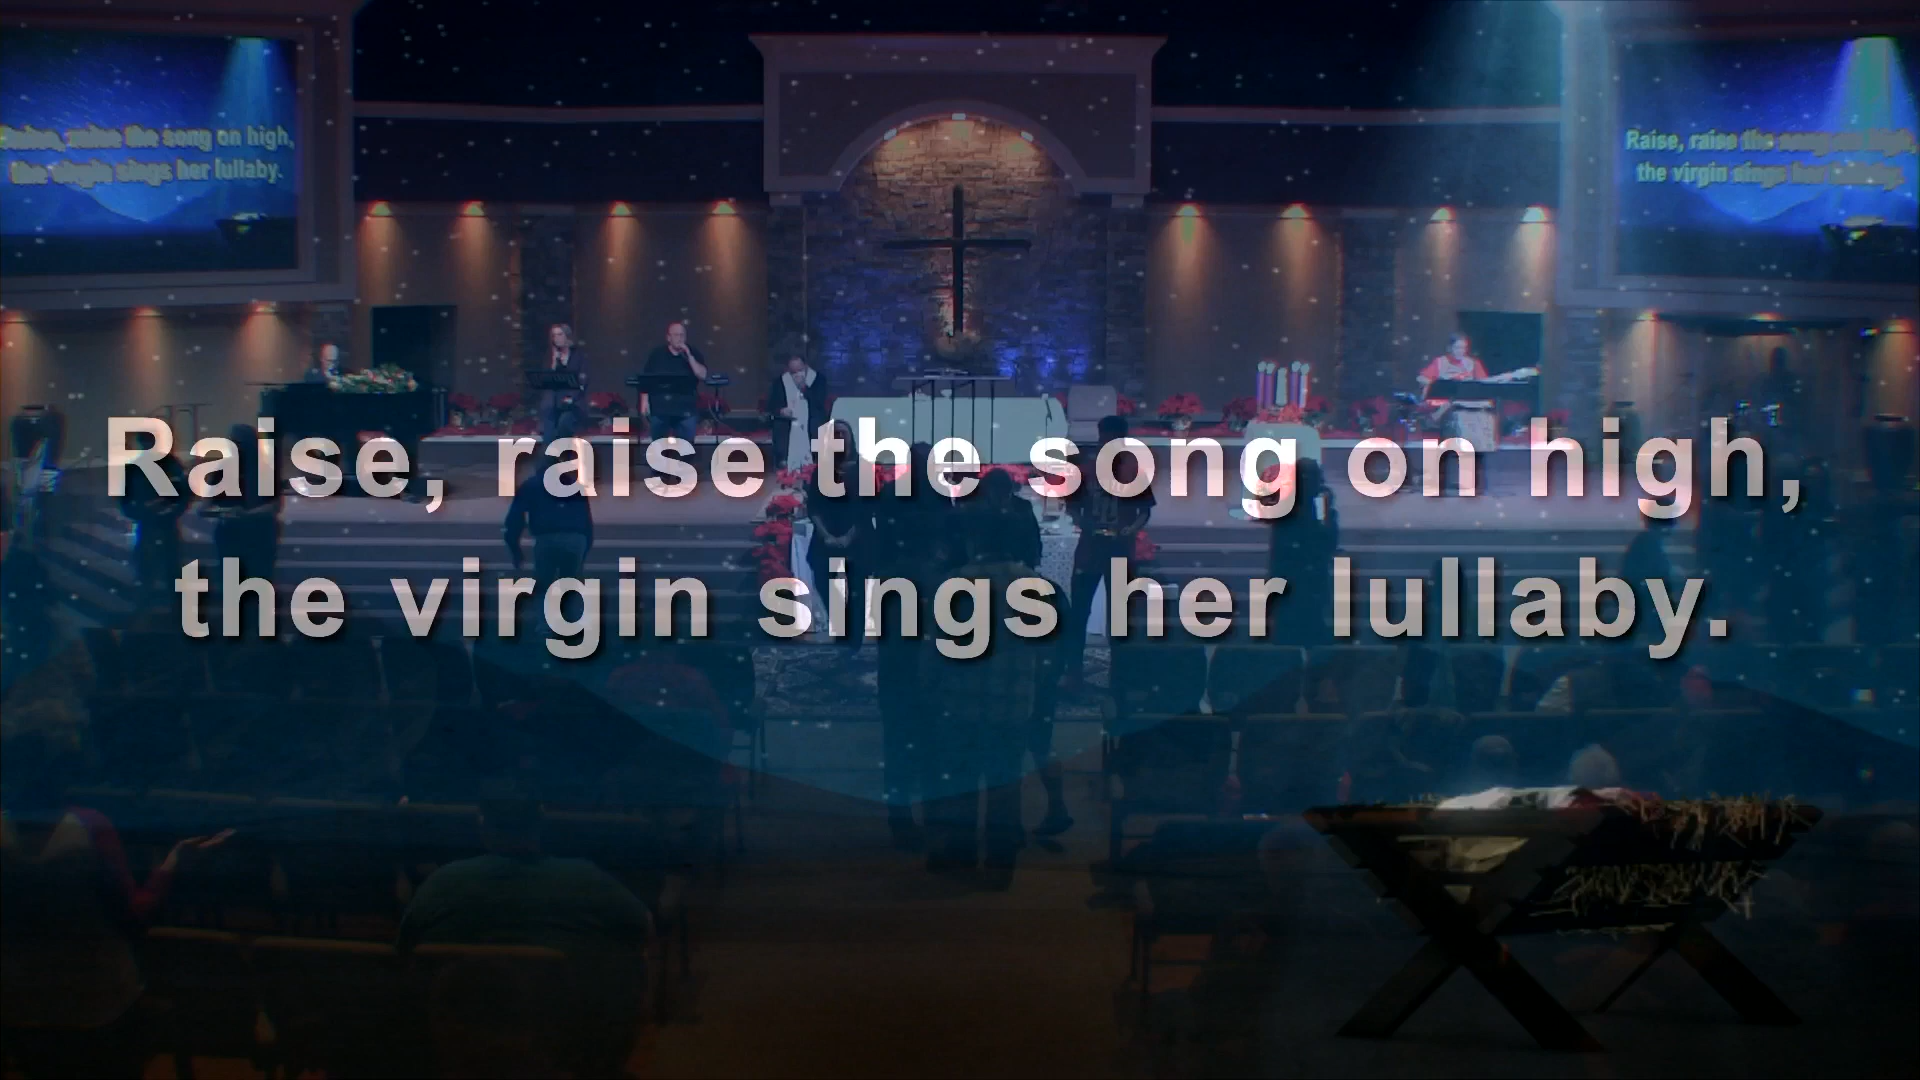 Raise, raise the song on high,
the virgin sings her lullaby.
Raise, raise the song on high,
the virgin sings her lullaby.
Raise, raise the song on high,
the virgin sings her lullaby.